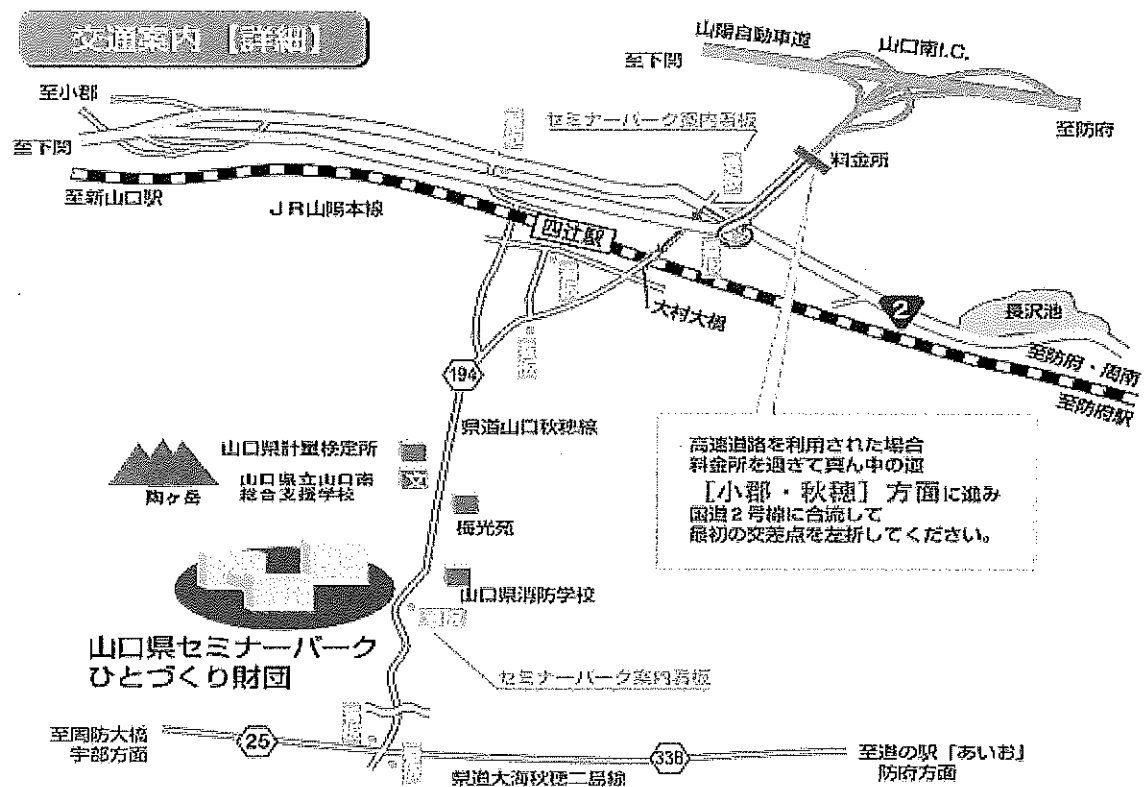 交通案内【詳細】
山陽自動車道
山口南I.C.
至下関
至小郡
至防府
セミナーパーク案内看板
至下関
料金所
至新山口駅
JR山陽本線
四辻駅
大村大樹
2
長沢池
至防府・周南
至防府駅
194
県道山口秋穂線
高速道路を利用された場合
料金所を過ぎて真ん中の道
[小郡・秋穂]方面に進み
国道2号線に合流して
最初の交差点を左折してください。
山口県計量検定所
山口県立山口南
総合支援学校
陶ヶ岳
梅光苑
山口県消防学校
山口県セミナーパーク
ひとづくり財団
セミナーパーク案内看板
至周防大橋
宇部方面
25
338
至道の駅「あいお」
防府方面
県道大海秋穂二島線